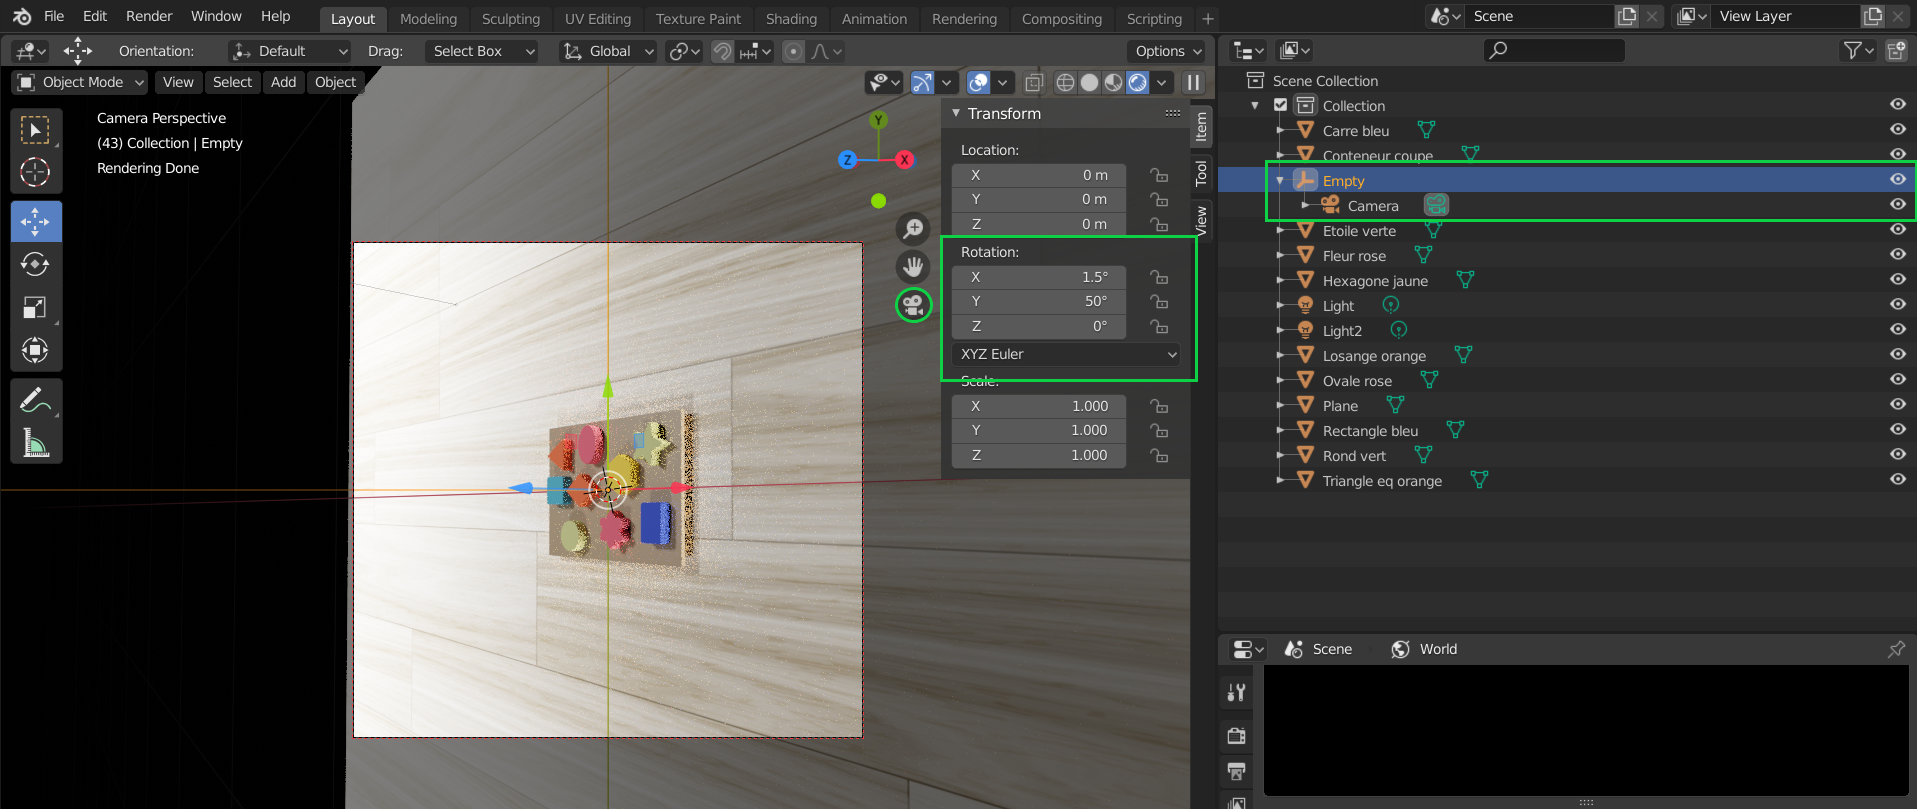 File Edit Render Window Help Layout Modeling Sculpting UV Editing Texture Paint Shading Animation Rendering Compositing Scripting + Scene View Layer
Orientation: Default Drag: Select Box Global Options
Object Mode View Select Add Object
Camera Perspective
(43) Collection | Empty
Rendering Done
Y
Z
X
Transform
Location:
X 0 m
Y 0 m
Z 0 m
Rotation:
X 1.5°
Y 50°
Z 0°
XYZ Euler
Scale:
X 1.000
Y 1.000
Z 1.000
Item
Tool
View
Scene Collection
Collection
Carre bleu
Conteneur coupe
Empty
Camera
Etoile verte
Fleur rose
Hexagone jaune
Light
Light2
Losange orange
Ovale rose
Plane
Rectangle bleu
Rond vert
Triangle eq orange
Scene World